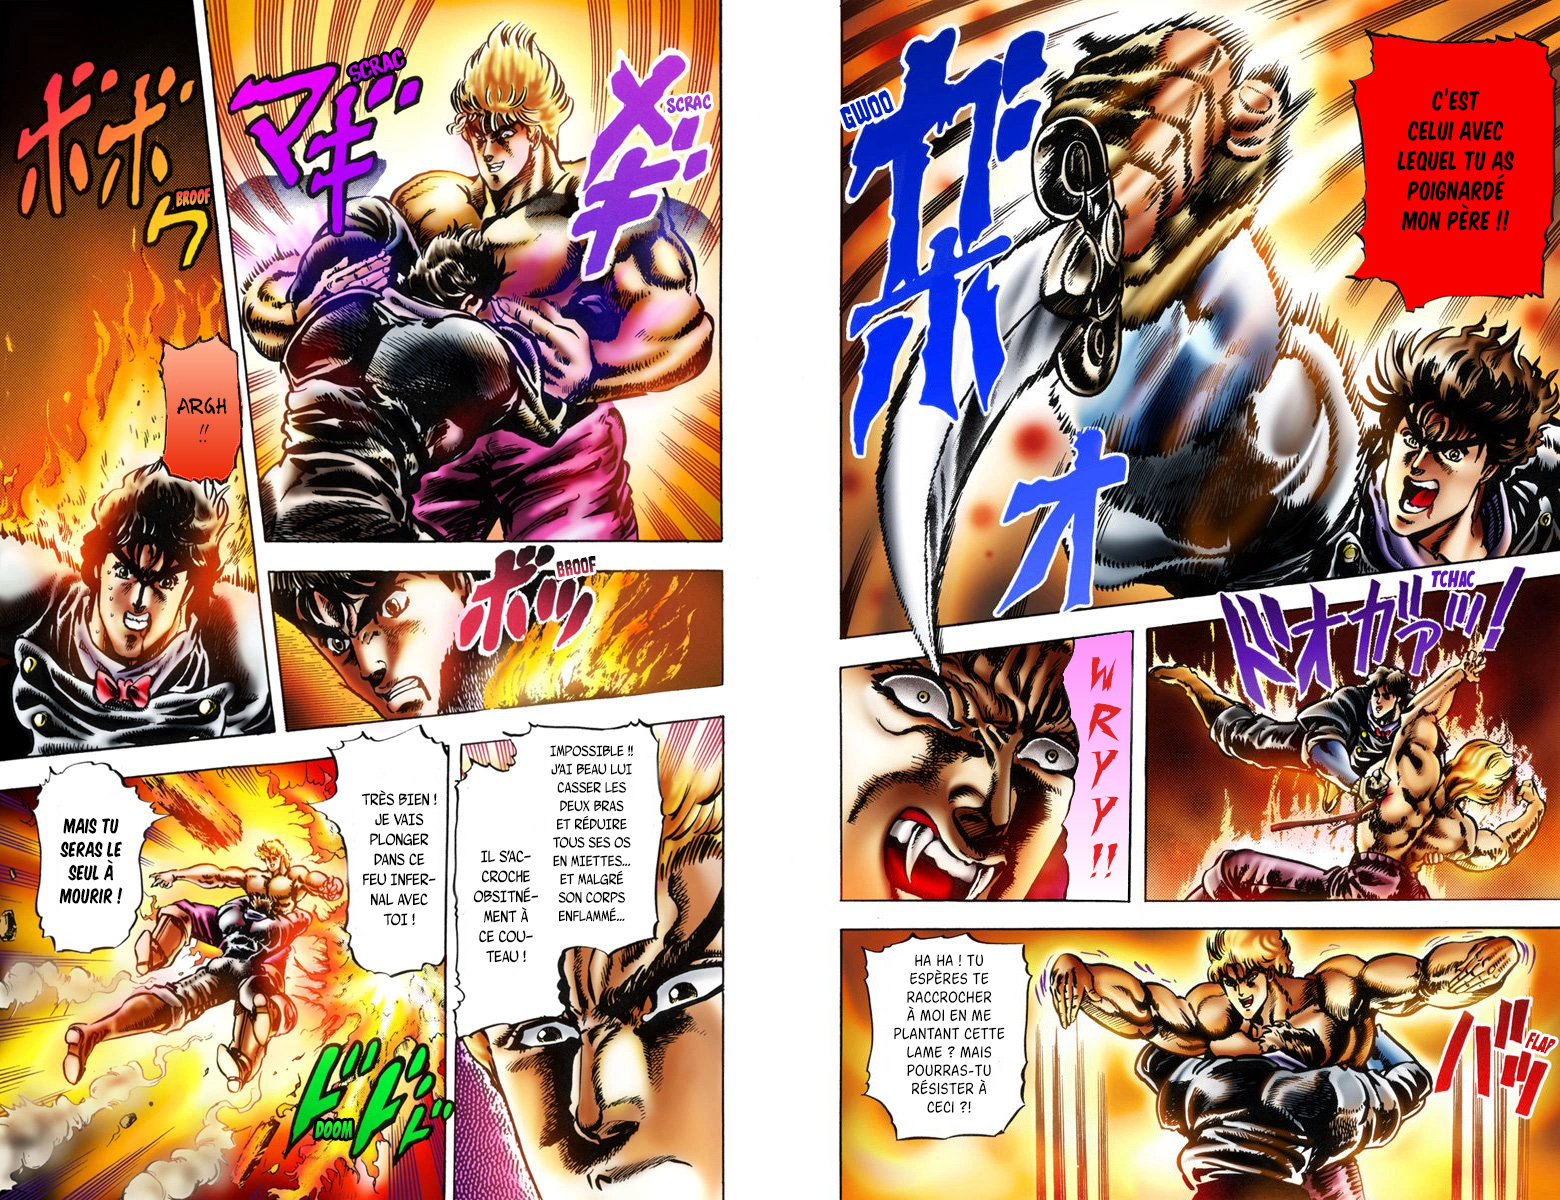 C'EST
CELUI AVEC
LEQUEL TU AS
POIGNARDÉ
MON PÈRE !!
GWOO
ガボ
オ
TCHAC
ドオガァッ!
WRYY!!
HA HA ! TU
ESPÈRES TE
RACCROCHER
À MOI EN ME
PLANTANT CETTE
LAME ? MAIS
POURRAS-TU
RÉSISTER À
CECI ?!
FLAP
バッ
SCRAC
メギ
SCRAC
マギ
ボボ
BROOF
ウ
ARGH
!!
BROOF
ボッ
IMPOSSIBLE !!
J'AI BEAU LUI
CASSER LES
DEUX BRAS
ET RÉDUIRE
TOUS SES OS
EN MIETTES...
ET MALGRÉ
SON CORPS
ENFLAMMÉ...
IL S'AC-
CROCHE
OBSITNÉ-
MENT À
CE COU-
TEAU !
TRÈS BIEN !
JE VAIS
PLONGER
DANS CE
FEU INFER-
NAL AVEC
TOI !
MAIS TU
SERAS LE
SEUL À
MOURIR !
DOOM
ドドド